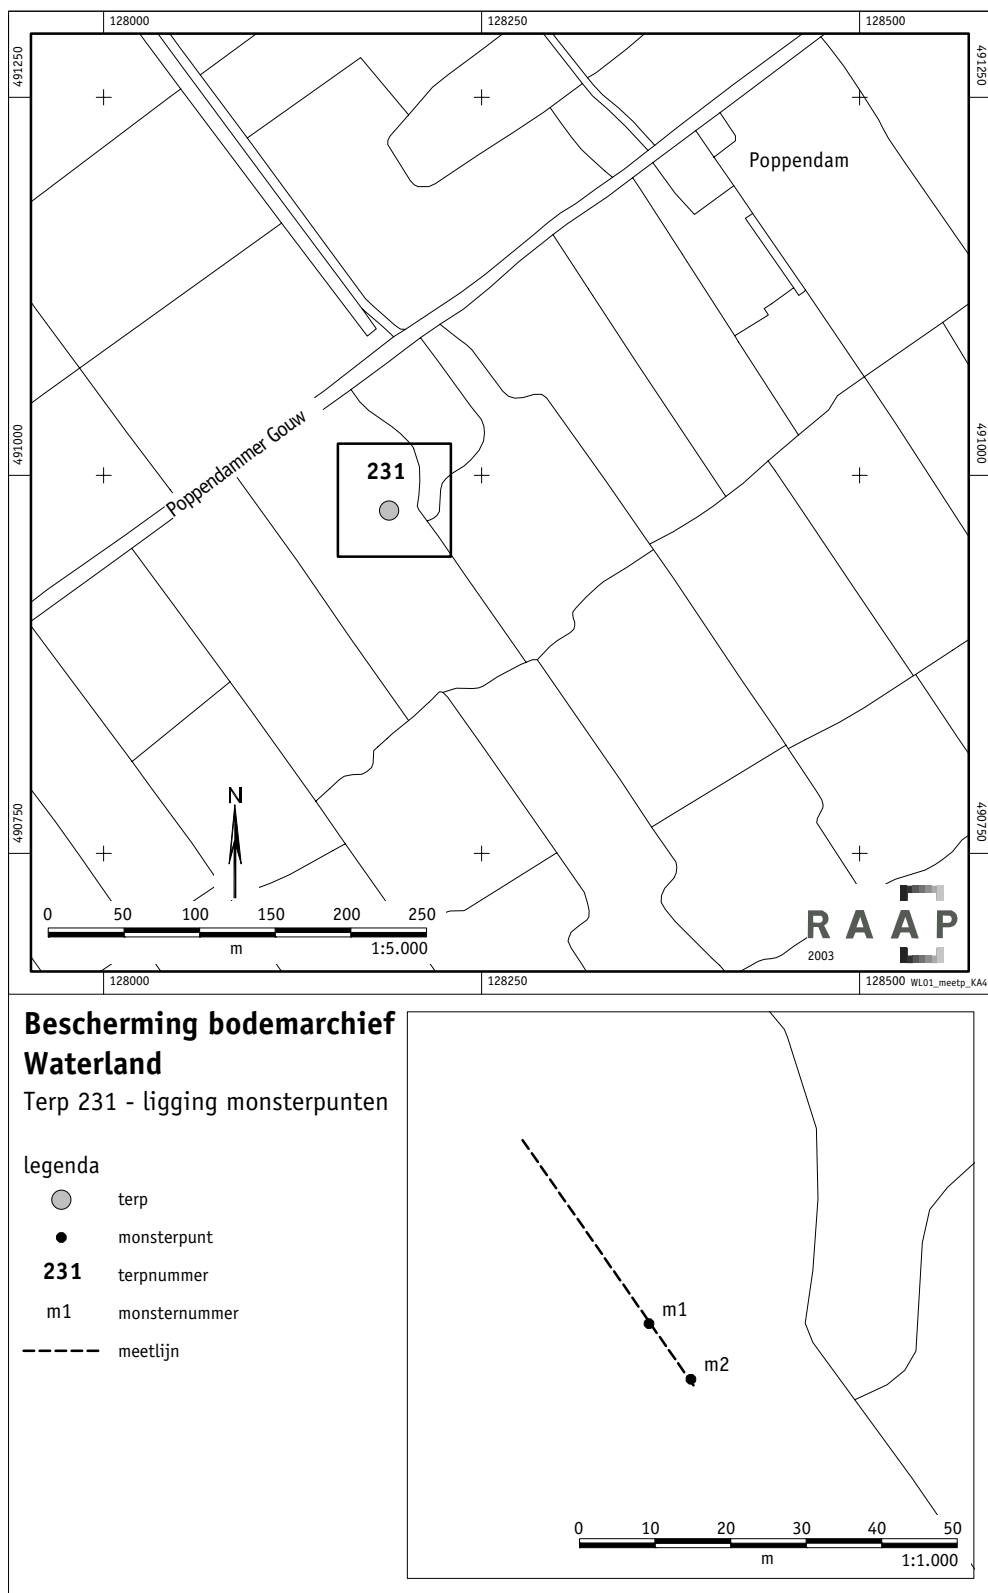 128000
128250
128500
491250
491250
Poppendam
491000
Poppendammer Gouw
231
491000
490750
N
490750
0 50 100 150 200 250
m
1:5.000
RAAP
2003
128000
128250
128500
WL01_meetp_KA4
Bescherming bodemarchief
Waterland
Terp 231 - ligging monsterpunten
legenda
terp
monsterpunt
231 terpnummer
m1 monsternummer
meetlijn
m1
m2
0 10 20 30 40 50
m
1:1.000